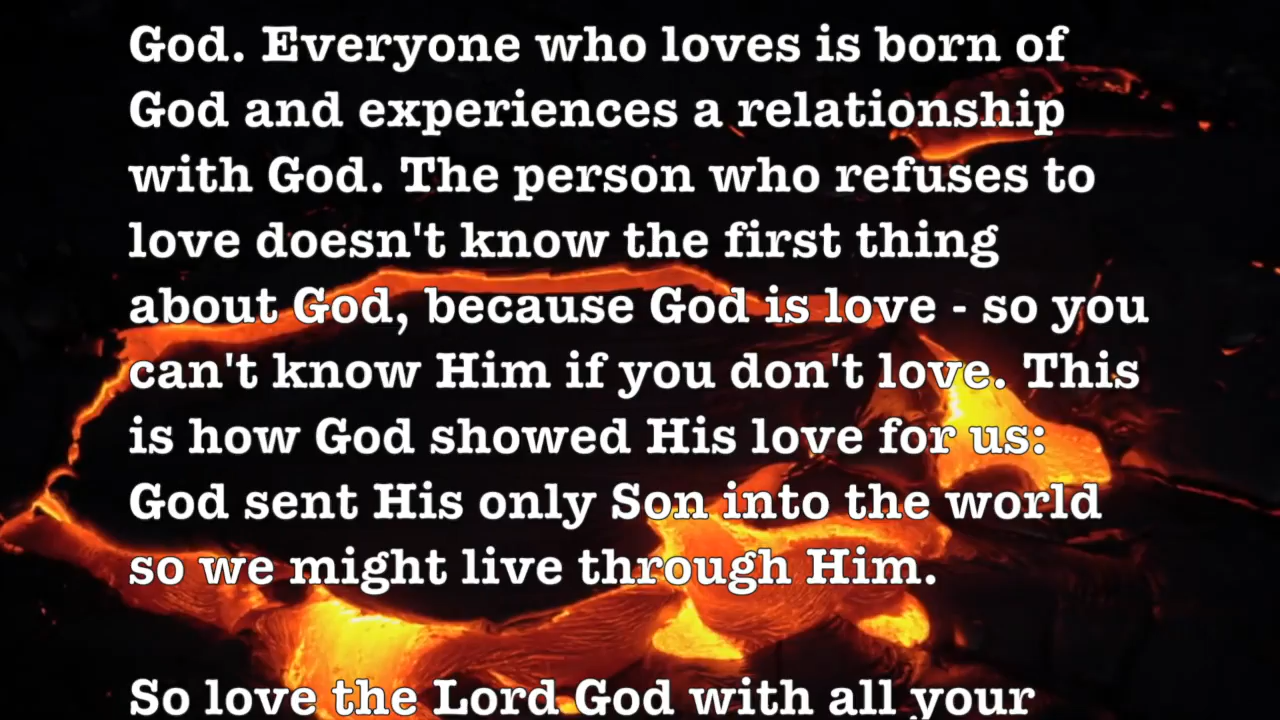 God. Everyone who loves is born of
God and experiences a relationship
with God. The person who refuses to
love doesn't know the first thing
about God, because God is love - so you
can't know Him if you don't love. This
is how God showed His love for us:
God sent His only Son into the world
so we might live through Him.
So love the Lord God with all your